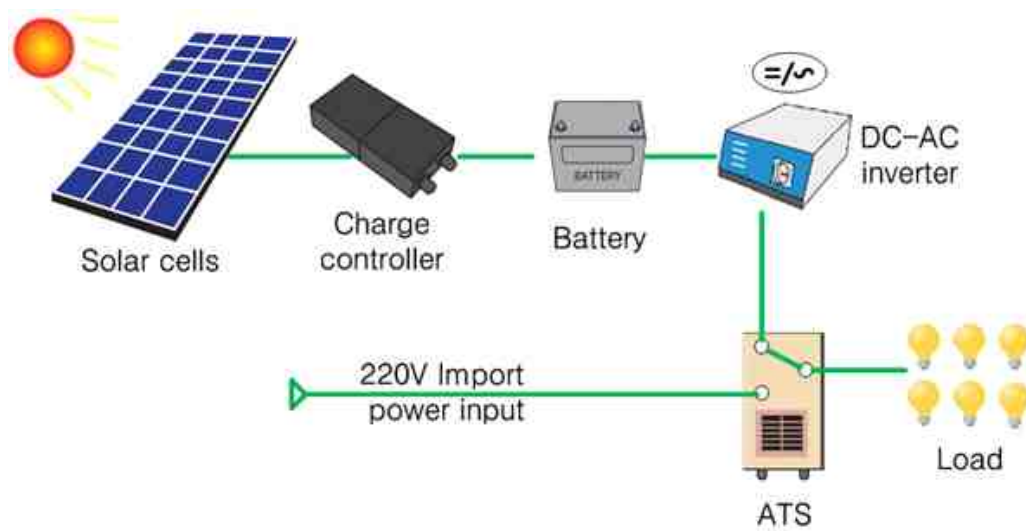 =/~
DC-AC
inverter
BATTERY
Charge
controller
Battery
Solar cells
220V Import
power input
Load
ATS